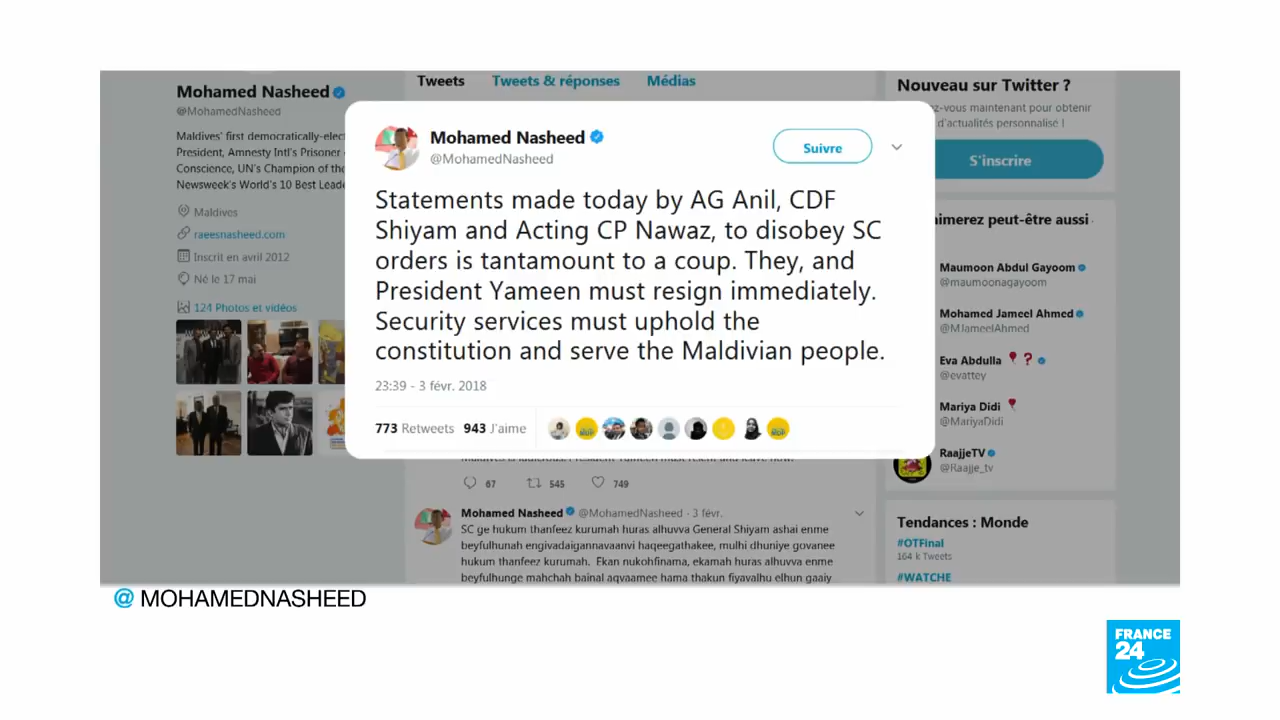 Tweets Tweets & réponses Médias
Mohamed Nasheed
@MohamedNasheed
Maldives' first democratically-elect
President, Amnesty Intl's Prisoner
Conscience, UN's Champion of the
Newsweek's World's 10 Best Leade
Maldives
raeesnasheed.com
Inscrit en avril 2012
Né le 17 mai
124 Photos et vidéos
Mohamed Nasheed
@MohamedNasheed
Suivre
Statements made today by AG Anil, CDF
Shiyam and Acting CP Nawaz, to disobey SC
orders is tantamount to a coup. They, and
President Yameen must resign immediately.
Security services must uphold the
constitution and serve the Maldivian people.
23:39 - 3 févr. 2018
773 Retweets 943 J'aime
67 545 749
Mohamed Nasheed @MohamedNasheed · 3 févr.
SC ge hukum thanfeez kurumah huras alhuvva General Shiyam ashai enme
beyfulhunah engivadaigannavaanvi haqeegathakee, mulhi dhuniye govanee
hukum thanfeez kurumah. Ekan nukohfinama, ekamah huras alhuvva enme
beyfulhunge mahchah bainal aqvaamee hama thakun fiyavalhu elhun gaaiy
Nouveau sur Twitter ?
ez-vous maintenant pour obtenir
d'actualités personnalisé !
S'inscrire
aimerez peut-être aussi
Maumoon Abdul Gayoom
@maumoonagayoom
Mohamed Jameel Ahmed
@MJameelAhmed
Eva Abdulla
@evattey
Mariya Didi
@MariyaDidi
RaajjeTV
@Raajje_tv
Tendances : Monde
#OTFinal
164 k Tweets
#WATCHE
@ MOHAMEDNASHEED
FRANCE
24